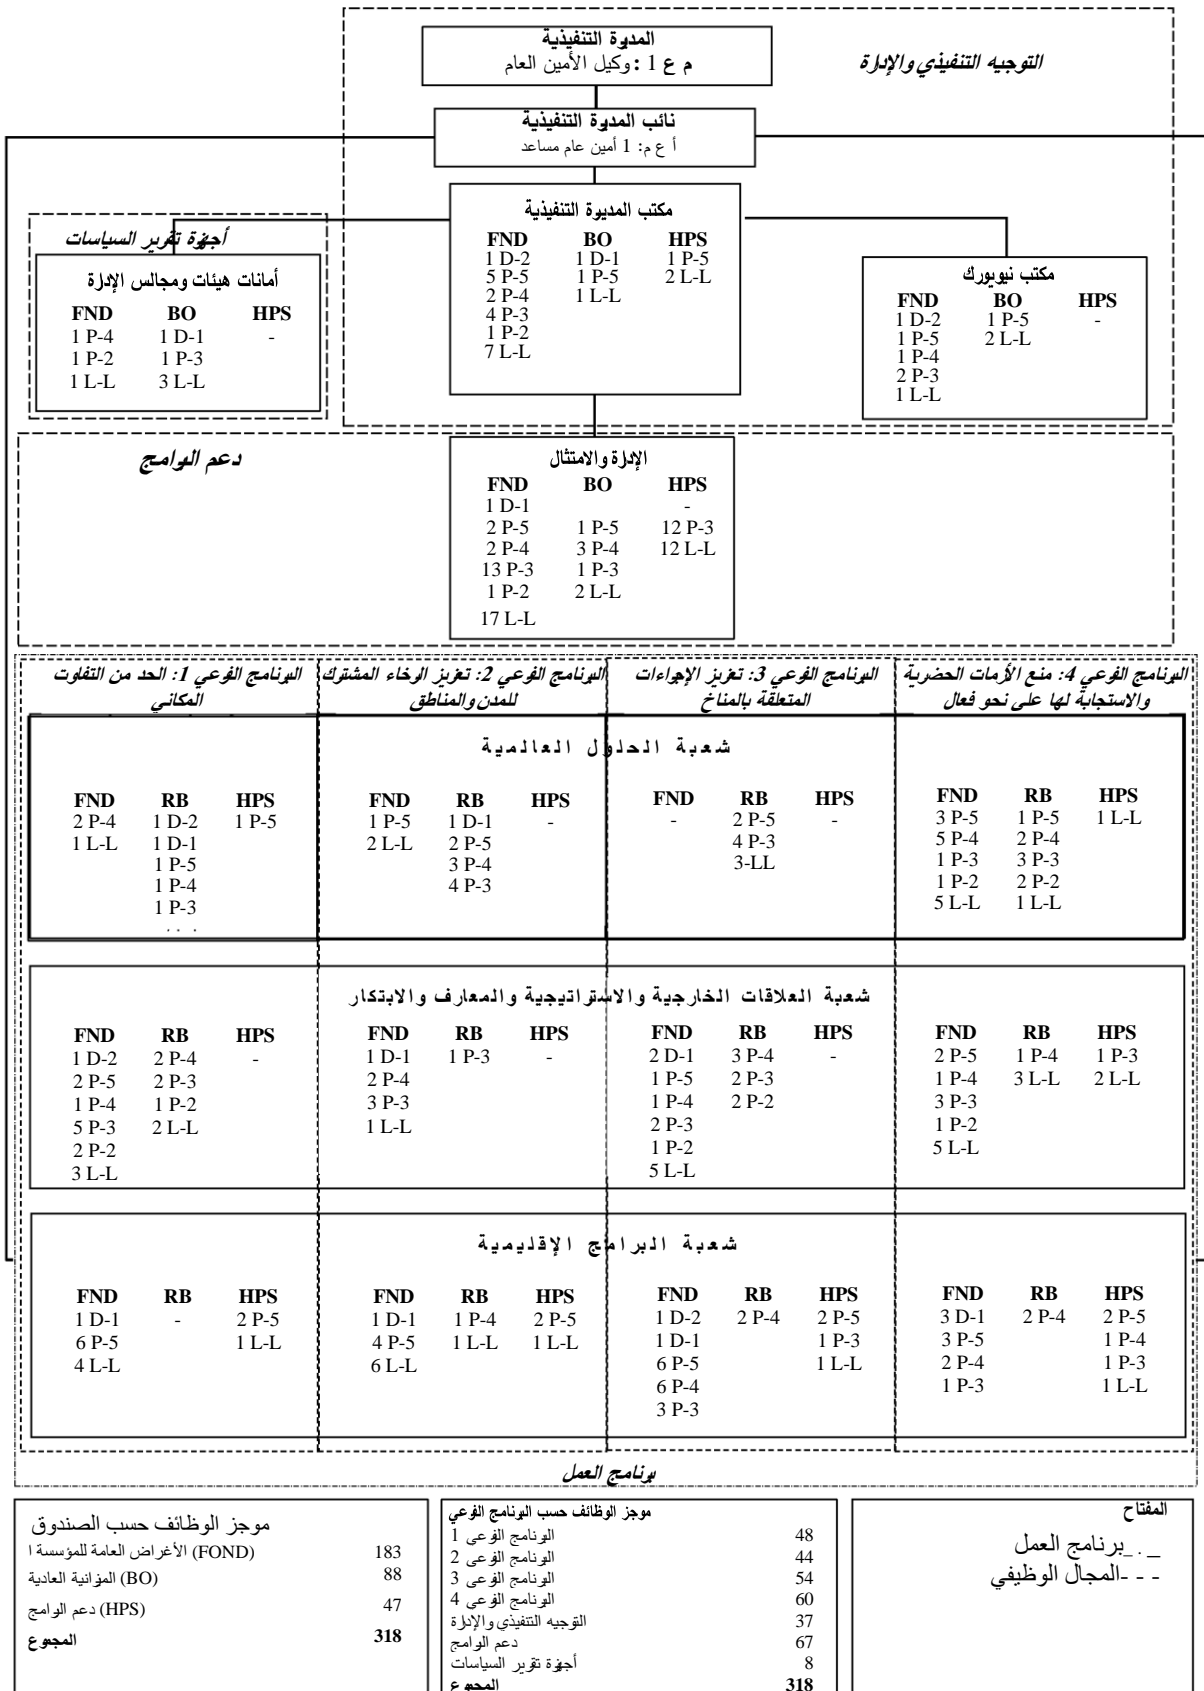 المديرة التنفيذية
م ع 1 : وكيل الأمين العام
التوجيه التنفيذي والإدارة
نائب المديرة التنفيذية
أ ع م: 1 أمين عام مساعد
مكتب المديرة التنفيذية
FND BO HPS
1 D-2 1 D-1 1 P-5
5 P-5 1 P-5 2 L-L
2 P-4 1 L-L
4 P-3
1 P-2
7 L-L
أجهزة تقرير السياسات
أمانات هيئات ومجالس الإدارة
FND BO HPS
1 P-4 1 D-1 -
1 P-2 1 P-3
1 L-L 3 L-L
مكتب نيويورك
FND BO HPS
1 D-2 1 P-5 -
1 P-5 2 L-L
1 P-4
2 P-3
1 L-L
دعم البرامج
الإدارة والامتثال
FND BO HPS
1 D-1 -
2 P-5 1 P-5 12 P-3
2 P-4 3 P-4 12 L-L
13 P-3 1 P-3
1 P-2 2 L-L
17 L-L
البرنامج الفرعي 1: الحد من التفاوت
المكاني
البرنامج الفرعي 2: تعزيز الرخاء المشترك
للمدن والمناطق
البرنامج الفرعي 3: تعزيز الإجراءات
المتعلقة بالمناخ
البرنامج الفرعي 4: منع الأزمات الحضرية
والاستجابة لها على نحو فعال
شعبة الحلول العالمية
FND RB HPS
2 P-4 1 D-2 1 P-5
1 L-L 1 D-1
1 P-5
1 P-4
1 P-3
. . .
FND RB HPS
1 P-5 1 D-1 -
2 L-L 2 P-5
3 P-4
4 P-3
FND RB HPS
- 2 P-5 -
4 P-3
3-LL
FND RB HPS
3 P-5 1 P-5 1 L-L
5 P-4 2 P-4
1 P-3 3 P-3
1 P-2 2 P-2
5 L-L 1 L-L
شعبة العلاقات الخارجية والاستراتيجية والمعارف والابتكار
FND RB HPS
1 D-2 2 P-4 -
2 P-5 2 P-3
1 P-4 1 P-2
5 P-3 2 L-L
2 P-2
3 L-L
FND RB HPS
1 D-1 1 P-3 -
2 P-4
3 P-3
1 L-L
FND RB HPS
2 D-1 3 P-4 -
1 P-5 2 P-3
1 P-4 2 P-2
2 P-3
1 P-2
5 L-L
FND RB HPS
2 P-5 1 P-4 1 P-3
1 P-4 3 L-L 2 L-L
3 P-3
1 P-2
5 L-L
شعبة البرامج الإقليمية
FND RB HPS
1 D-1 - 2 P-5
6 P-5 1 L-L
4 L-L
FND RB HPS
1 D-1 1 P-4 2 P-5
4 P-5 1 L-L 1 L-L
6 L-L
FND RB HPS
1 D-2 2 P-4 2 P-5
1 D-1 1 P-3
6 P-5 1 L-L
6 P-4
3 P-3
FND RB HPS
3 D-1 2 P-4 2 P-5
3 P-5 1 P-4
2 P-4 1 P-3
1 P-3 1 L-L
برنامج العمل
المفتاح
_ . _برنامج العمل
- - -المجال الوظيفي
موجز الوظائف حسب البرنامج الفرعي
البرنامج الفرعي 1 48
البرنامج الفرعي 2 44
البرنامج الفرعي 3 54
البرنامج الفرعي 4 60
التوجيه التنفيذي والإدارة 37
دعم البرامج 67
أجهزة تقرير السياسات 8
المجموع 318
موجز الوظائف حسب الصندوق
(FOND) الأغراض العامة للمؤسسة ا 183
(BO) الميزانية العادية 88
(HPS) دعم البرامج 47
المجموع 318